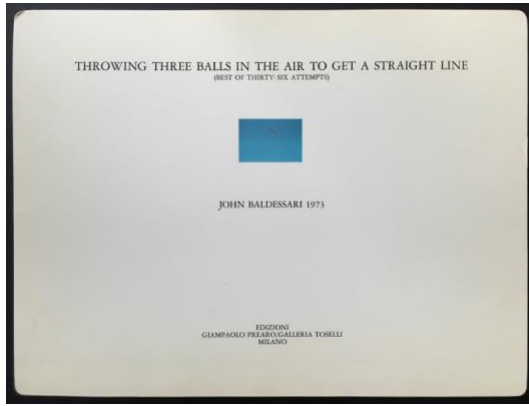 THROWING THREE BALLS IN THE AIR TO GET A STRAIGHT LINE
(BEST OF THIRTY-SIX ATTEMPTS)
JOHN BALDESSARI 1973
EDIZIONI
GIAMPAOLO PREARO/GALLERIA TOSELLI
MILANO